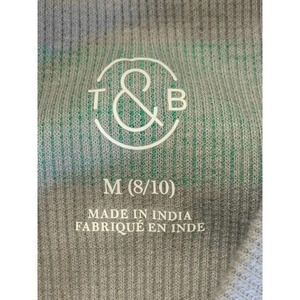 T & B
M (8/10)
MADE IN INDIA
FABRIQUÉ EN INDE